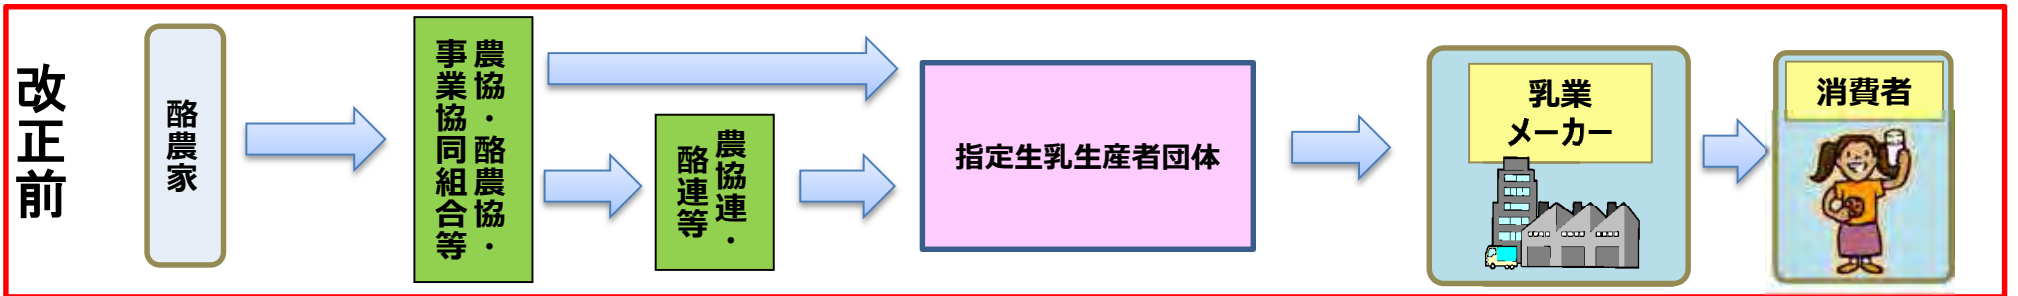 改正前
酪農家
農協・酪農協・
事業協同組合等
農協連・
酪連等
指定生乳生産者団体
乳業
メーカー
消費者